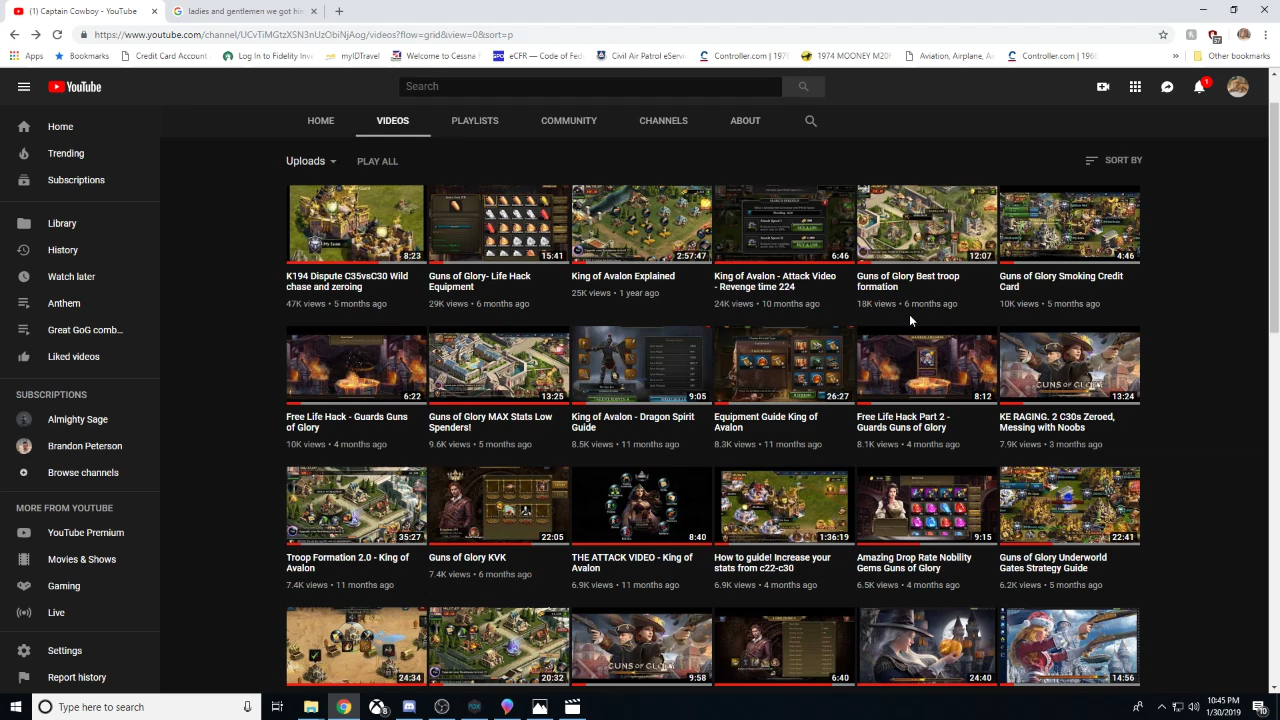 (1) Captain Cowboy - YouTube
ladies and gentlemen we got him
https://www.youtube.com/channel/UCvTiMGtzXSN3nUzObiNjAog/videos?flow=grid&view=0&sort=p
Apps Bookmarks Credit Card Account Log In to Geico Insu myIDTravel Welcome to Cessna eCFR — Code of Fede Civil Air Patrol eServi Controller.com | 197 1974 MOONEY M20F Aviation, Airplane, Ae Controller.com | 1968 » Other bookmarks
YouTube
Search
1
HOME VIDEOS PLAYLISTS COMMUNITY CHANNELS ABOUT
Uploads PLAY ALL SORT BY
Home
Trending
Subscriptions
Library
History
Watch later
Anthem
Great GoG comb...
Liked videos
SUBSCRIPTIONS
Almighty Sage
Brandon Peterson
Browse channels
MORE FROM YOUTUBE
YouTube Premium
Movies & Shows
Gaming
Live
Settings
Report history
8:23 15:41 2:57:47 6:46 12:07 4:46
K194 Dispute C35vsC30 Wild
chase and zeroing
47K views • 5 months ago
Guns of Glory- Life Hack
Equipment
29K views • 6 months ago
King of Avalon Explained
25K views • 1 year ago
King of Avalon - Attack Video
- Revenge time 224
24K views • 10 months ago
Guns of Glory Best troop
formation
18K views • 6 months ago
Guns of Glory Smoking Credit
Card
10K views • 5 months ago
6:22 13:25 9:05 26:27 8:12 13:24
GUNS OF GLORY
Free Life Hack - Guards Guns
of Glory
10K views • 4 months ago
Guns of Glory MAX Stats Low
Spenders!
9.6K views • 5 months ago
King of Avalon - Dragon Spirit
Guide
8.5K views • 11 months ago
Equipment Guide King of
Avalon
8.3K views • 11 months ago
Free Life Hack Part 2 -
Guards Guns of Glory
8.1K views • 4 months ago
KE RAGING. 2 C30s Zeroed,
Messing with Noobs
7.9K views • 3 months ago
35:27 22:05 8:40 1:36:19 9:15 22:41
Troop Formation 2.0 - King of
Avalon
7.4K views • 11 months ago
Guns of Glory KVK
7.4K views • 6 months ago
THE ATTACK VIDEO - King of
Avalon
6.9K views • 11 months ago
How to guide! Increase your
stats from c22-c30
6.9K views • 4 months ago
Amazing Drop Rate Nobility
Gems Guns of Glory
6.5K views • 4 months ago
Guns of Glory Underworld
Gates Strategy Guide
6.2K views • 5 months ago
GUNS OF GLORY
24:34 20:32 9:58 6:40 24:40 14:56
Type here to search
10:45 PM
1/30/2019